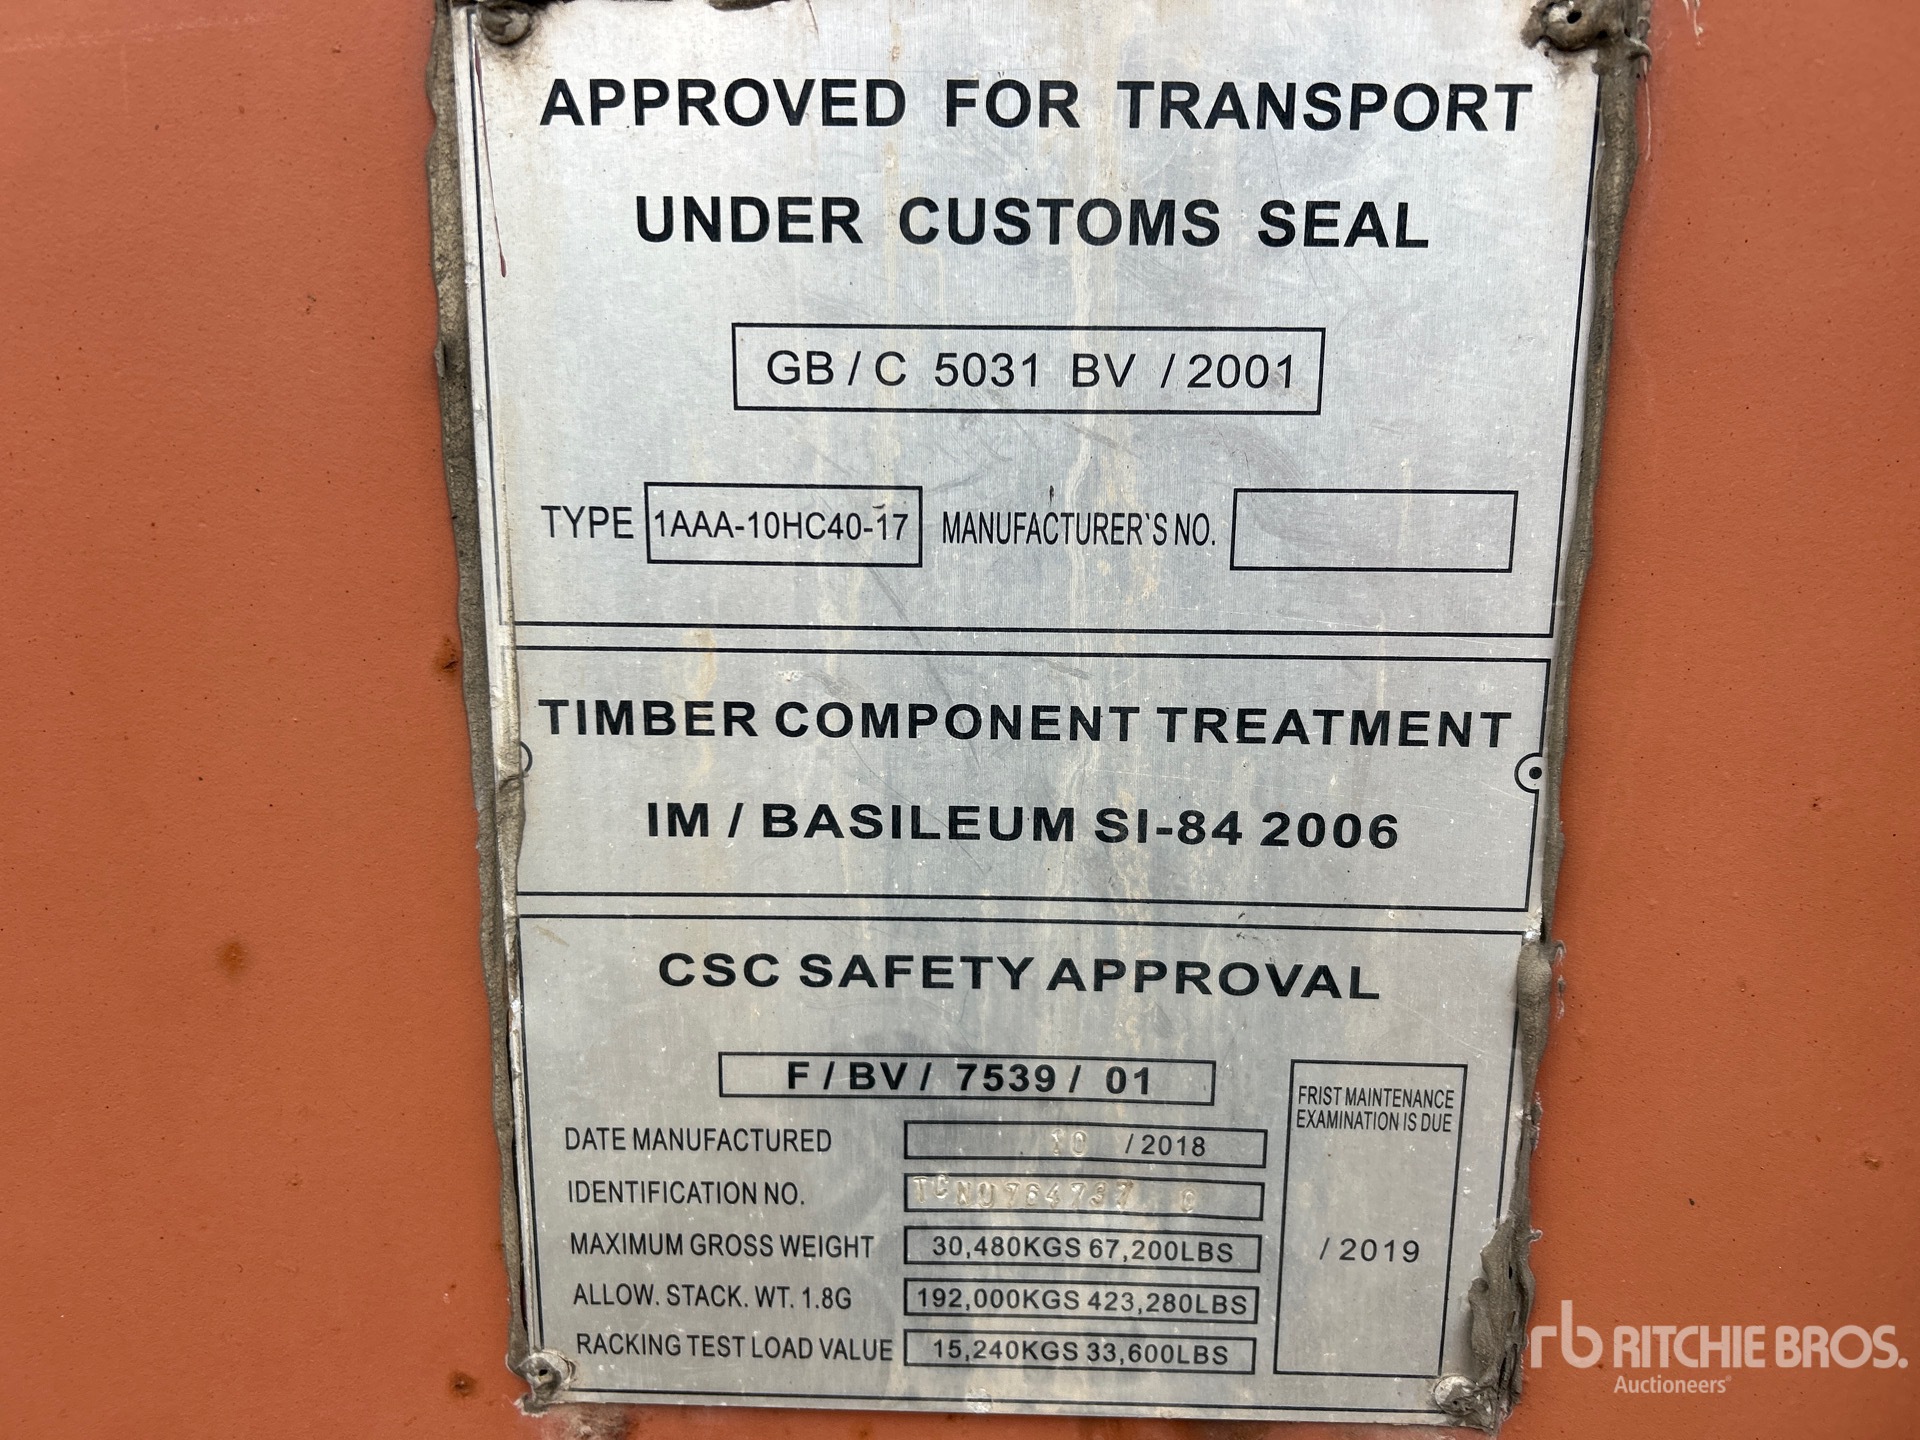 APPROVED FOR TRANSPORT
UNDER CUSTOMS SEAL
GB / C 5031 BV / 2001
TYPE 1AAA-10HC40-17 MANUFACTURER`S NO.
TIMBER COMPONENT TREATMENT
IM / BASILEUM SI-84 2006
CSC SAFETY APPROVAL
F / BV / 7539 / 01
FRIST MAINTENANCE
EXAMINATION IS DUE
/ 2019
DATE MANUFACTURED 10 / 2018
IDENTIFICATION NO.
MAXIMUM GROSS WEIGHT 30,480KGS 67,200LBS
ALLOW. STACK. WT. 1.8G 192,000KGS 423,280LBS
RACKING TEST LOAD VALUE 15,240KGS 33,600LBS
rb RITCHIE BROS.
Auctioneers